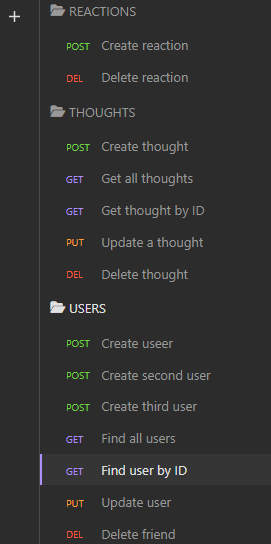 REACTIONS
POST Create reaction
DEL Delete reaction
THOUGHTS
POST Create thought
GET Get all thoughts
GET Get thought by ID
PUT Update a thought
DEL Delete thought
USERS
POST Create useer
POST Create second user
POST Create third user
GET Find all users
GET Find user by ID
PUT Update user
DEL Delete friend